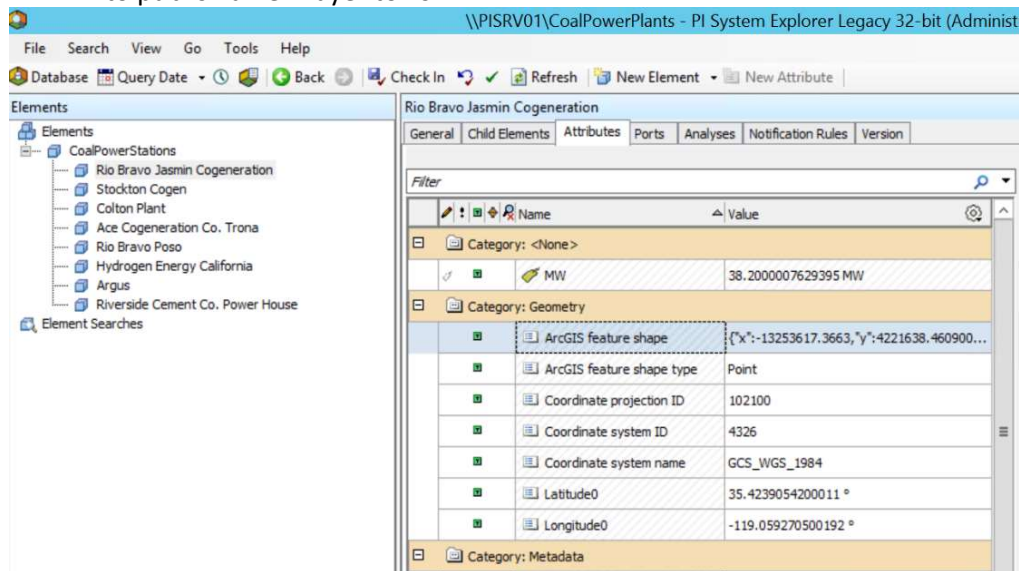 \\PISRV01\CoalPowerPlants - PI System Explorer Legacy 32-bit (Administ
File Search View Go Tools Help
Database Query Date Back Check In Refresh New Element New Attribute
Elements
Elements
CoalPowerStations
Rio Bravo Jasmin Cogeneration
Stockton Cogen
Colton Plant
Ace Cogeneration Co. Trona
Rio Bravo Poso
Hydrogen Energy California
Argus
Riverside Cement Co. Power House
Element Searches
Rio Bravo Jasmin Cogeneration
General Child Elements Attributes Ports Analyses Notification Rules Version
Filter
Name Value
Category: <None>
MW 38.2000007629395 MW
Category: Geometry
ArcGIS feature shape {"x":-13253617.3663,"y":4221638.460900...
ArcGIS feature shape type Point
Coordinate projection ID 102100
Coordinate system ID 4326
Coordinate system name GCS_WGS_1984
Latitude0 35.4239054200011 °
Longitude0 -119.059270500192 °
Category: Metadata